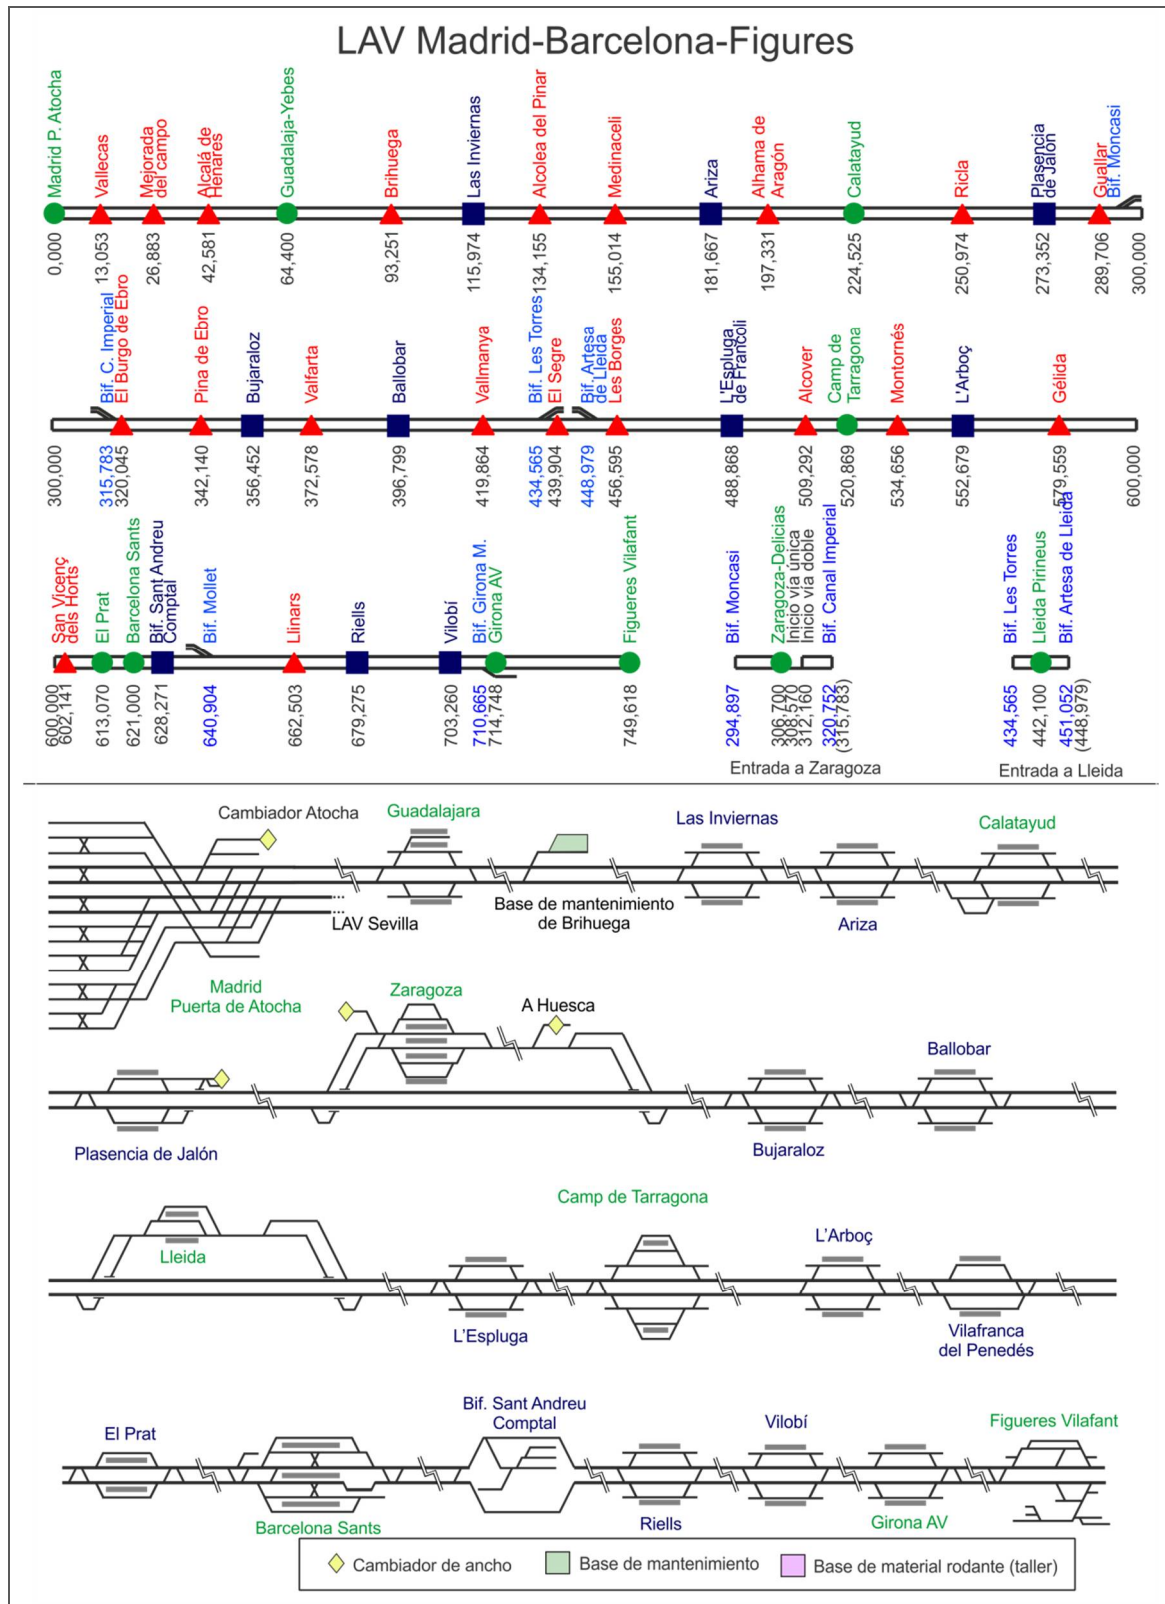 LAV Madrid-Barcelona-Figures
Madrid P. Atocha
Vallecas
Mejorada
del campo
Alcalá de
Henares
Guadalaja-Yebes
Brihuega
Las Inviernas
Alcolea del Pinar
Medinaceli
Ariza
Alhama de
Aragón
Calatayud
Ricla
Plasencia
de Jalón
Guallar
Bif. Moncasi
0,000
13,053
26,883
42,581
64,400
93,251
115,974
134,155
155,014
181,667
197,331
224,525
250,974
273,352
289,706
300,000
Bif. C. Imperial
El Burgo de Ebro
Pina de Ebro
Bujaraloz
Valfarta
Ballobar
Vallmanya
Bif. Les Torres
El Segre
Bif. Artesa
de Lleida
Les Borges
L'Espluga
de Francolí
Alcover
Camp de
Tarragona
Montornés
L'Arboç
Gélida
300,000
315,783
320,045
342,140
356,452
372,578
396,799
419,864
434,565
439,904
448,979
456,595
488,868
509,292
520,869
534,656
552,679
579,559
600,000
San Vicenç
dels Horts
El Prat
Barcelona Sants
Bif. Sant Andreu
Comptal
Bif. Mollet
Llinars
Riells
Vilobí
Bif. Girona M.
Girona AV
Figueres Vilafant
Bif. Moncasi
Zaragoza-Delicias
Inicio vía única
Inicio vía doble
Bif. Canal Imperial
Bif. Les Torres
Lleida Pirineus
Bif. Artesa de Lleida
600,000
602,141
613,070
621,000
628,271
640,904
662,503
679,275
703,260
710,665
714,748
749,618
294,897
306,700
308,570
312,160
320,752
(315,783)
434,565
442,100
451,052
(448,979)
Entrada a Zaragoza
Entrada a Lleida
Cambiador Atocha
Guadalajara
Las Inviernas
Calatayud
LAV Sevilla
Base de mantenimiento
de Brihuega
Ariza
Madrid
Puerta de Atocha
Zaragoza
A Huesca
Ballobar
Plasencia de Jalón
Bujaraloz
Camp de Tarragona
Lleida
L'Arboç
L'Espluga
Vilafranca
del Penedés
El Prat
Bif. Sant Andreu
Comptal
Vilobí
Figueres Vilafant
Barcelona Sants
Riells
Girona AV
Cambiador de ancho
Base de mantenimiento
Base de material rodante (taller)